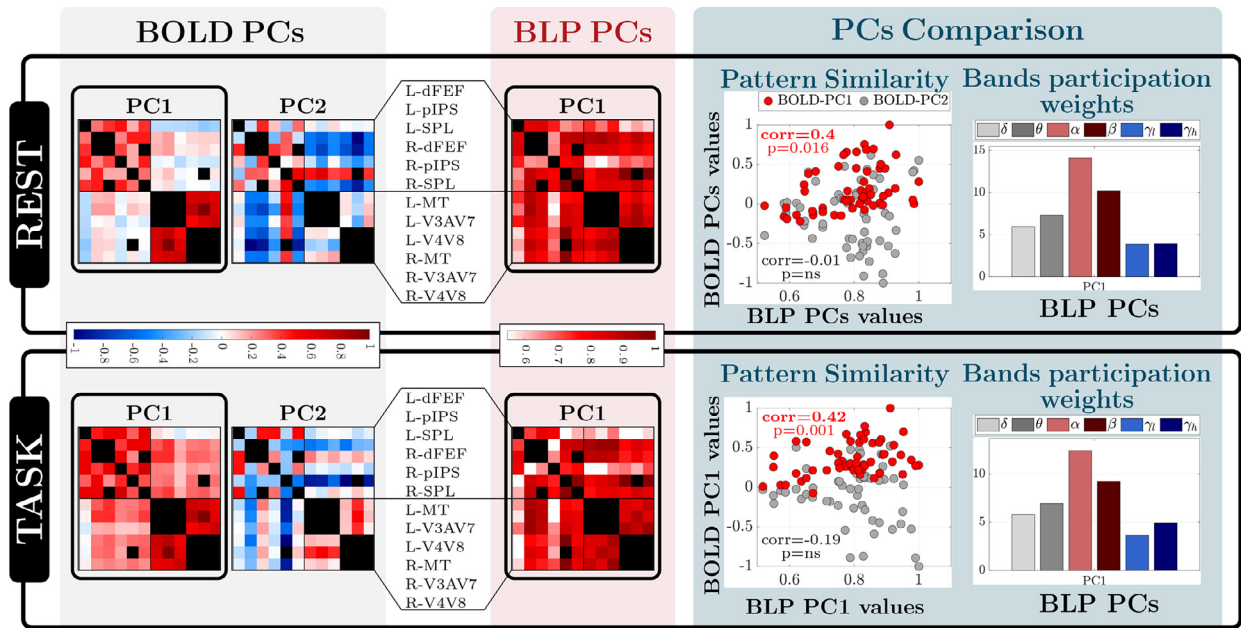 BOLD PCs
BLP PCs
PCs Comparison
REST
PC1
PC2
L-dFEF
L-pIPS
L-SPL
R-dFEF
R-pIPS
R-SPL
L-MT
L-V3AV7
L-V4V8
R-MT
R-V3AV7
R-V4V8
PC1
Pattern Similarity
BOLD-PC1 BOLD-PC2
corr=0.4
p=0.016
corr=-0.01
p=ns
BOLD PCs values
1
0.5
0
-0.5
-1
0.6 0.8 1
BLP PCs values
Bands participation
weights
δ θ α β γl γh
15
10
5
0
PC1
BLP PCs
-1 -0.8 -0.6 -0.4 -0.2 0 0.2 0.4 0.6 0.8 1
0.6 0.7 0.8 0.9 1
TASK
PC1
PC2
L-dFEF
L-pIPS
L-SPL
R-dFEF
R-pIPS
R-SPL
L-MT
L-V3AV7
L-V4V8
R-MT
R-V3AV7
R-V4V8
PC1
Pattern Similarity
corr=0.42
p=0.001
corr=-0.19
p=ns
BOLD PC1 values
1
0.5
0
-0.5
-1
0.6 0.8 1
BLP PC1 values
Bands participation
weights
δ θ α β γl γh
10
5
0
PC1
BLP PCs